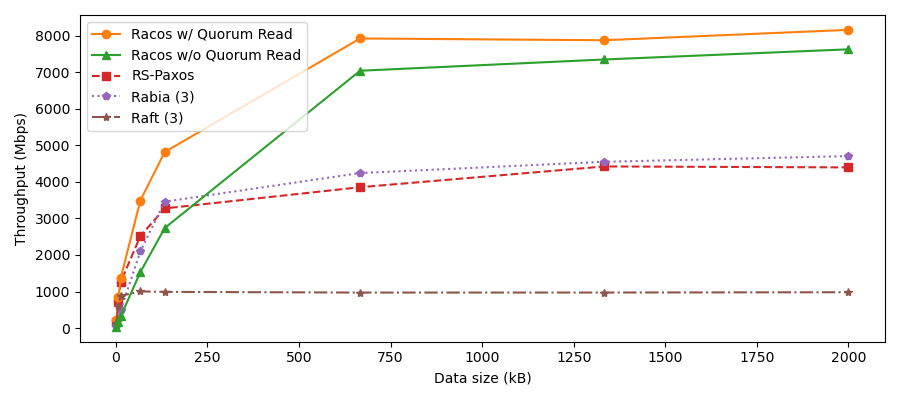 Racos w/ Quorum Read
Racos w/o Quorum Read
RS-Paxos
Rabia (3)
Raft (3)
Throughput (Mbps)
8000
7000
6000
5000
4000
3000
2000
1000
0
0 250 500 750 1000 1250 1500 1750 2000
Data size (kB)